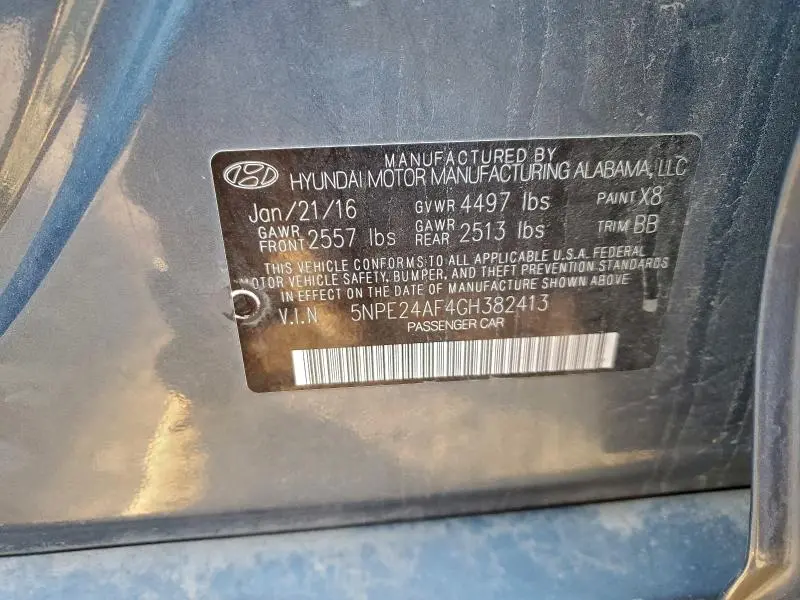 MANUFACTURED BY
HYUNDAI MOTOR MANUFACTURING ALABAMA, LLC
Jan/21/16 GVWR 4497 lbs PAINT X8
GAWR FRONT 2557 lbs GAWR REAR 2513 lbs TRIM BB
THIS VEHICLE CONFORMS TO ALL APPLICABLE U.S.A. FEDERAL
MOTOR VEHICLE SAFETY, BUMPER, AND THEFT PREVENTION STANDARDS
IN EFFECT ON THE DATE OF MANUFACTURE SHOWN ABOVE
V.I.N 5NPE24AF4GH382413
PASSENGER CAR